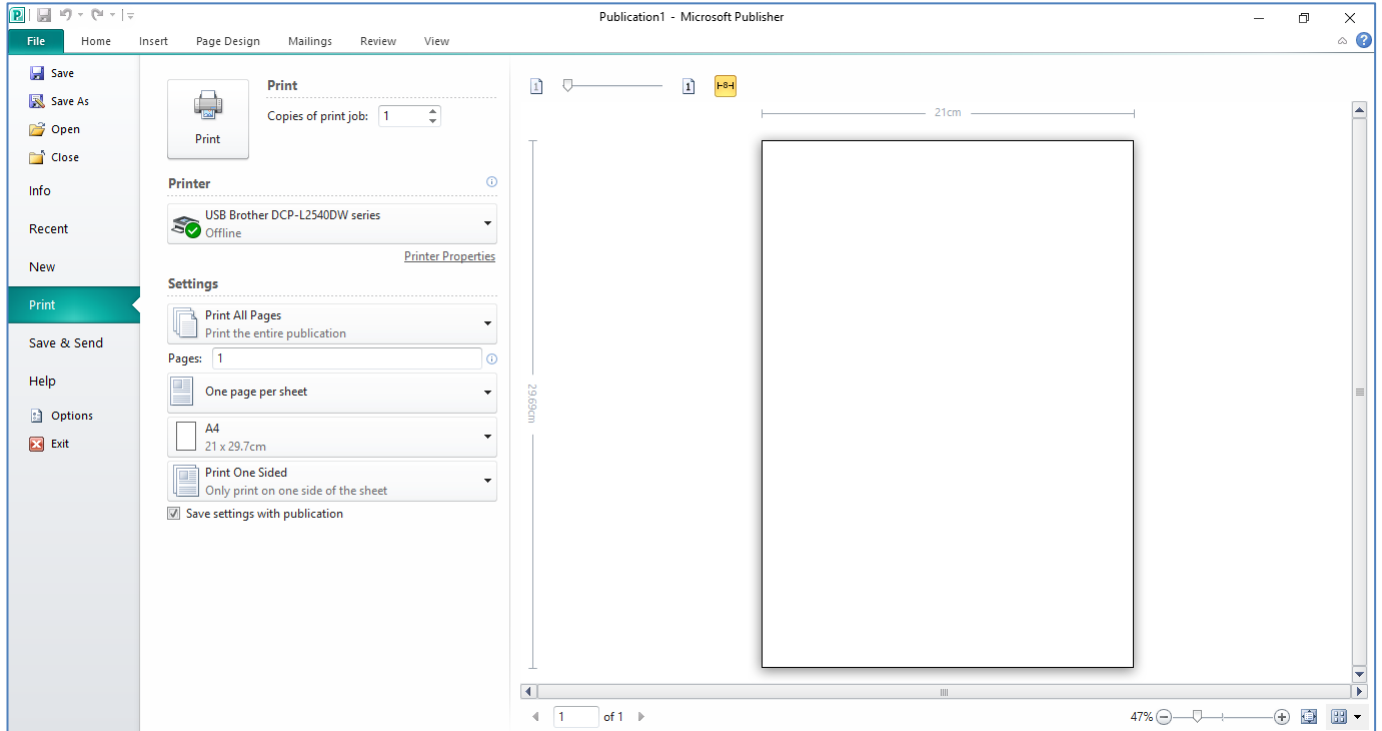 Publication1 - Microsoft Publisher
File Home Insert Page Design Mailings Review View
Save
Save As
Open
Close
Info
Recent
New
Print
Save & Send
Help
Options
Exit
Print
Print
Copies of print job: 1
Printer
USB Brother DCP-L2540DW series
Offline
Printer Properties
Settings
Print All Pages
Print the entire publication
Pages: 1
One page per sheet
A4
21 x 29.7cm
Print One Sided
Only print on one side of the sheet
Save settings with publication
1 1
21cm
29.69cm
1 of 1
47%